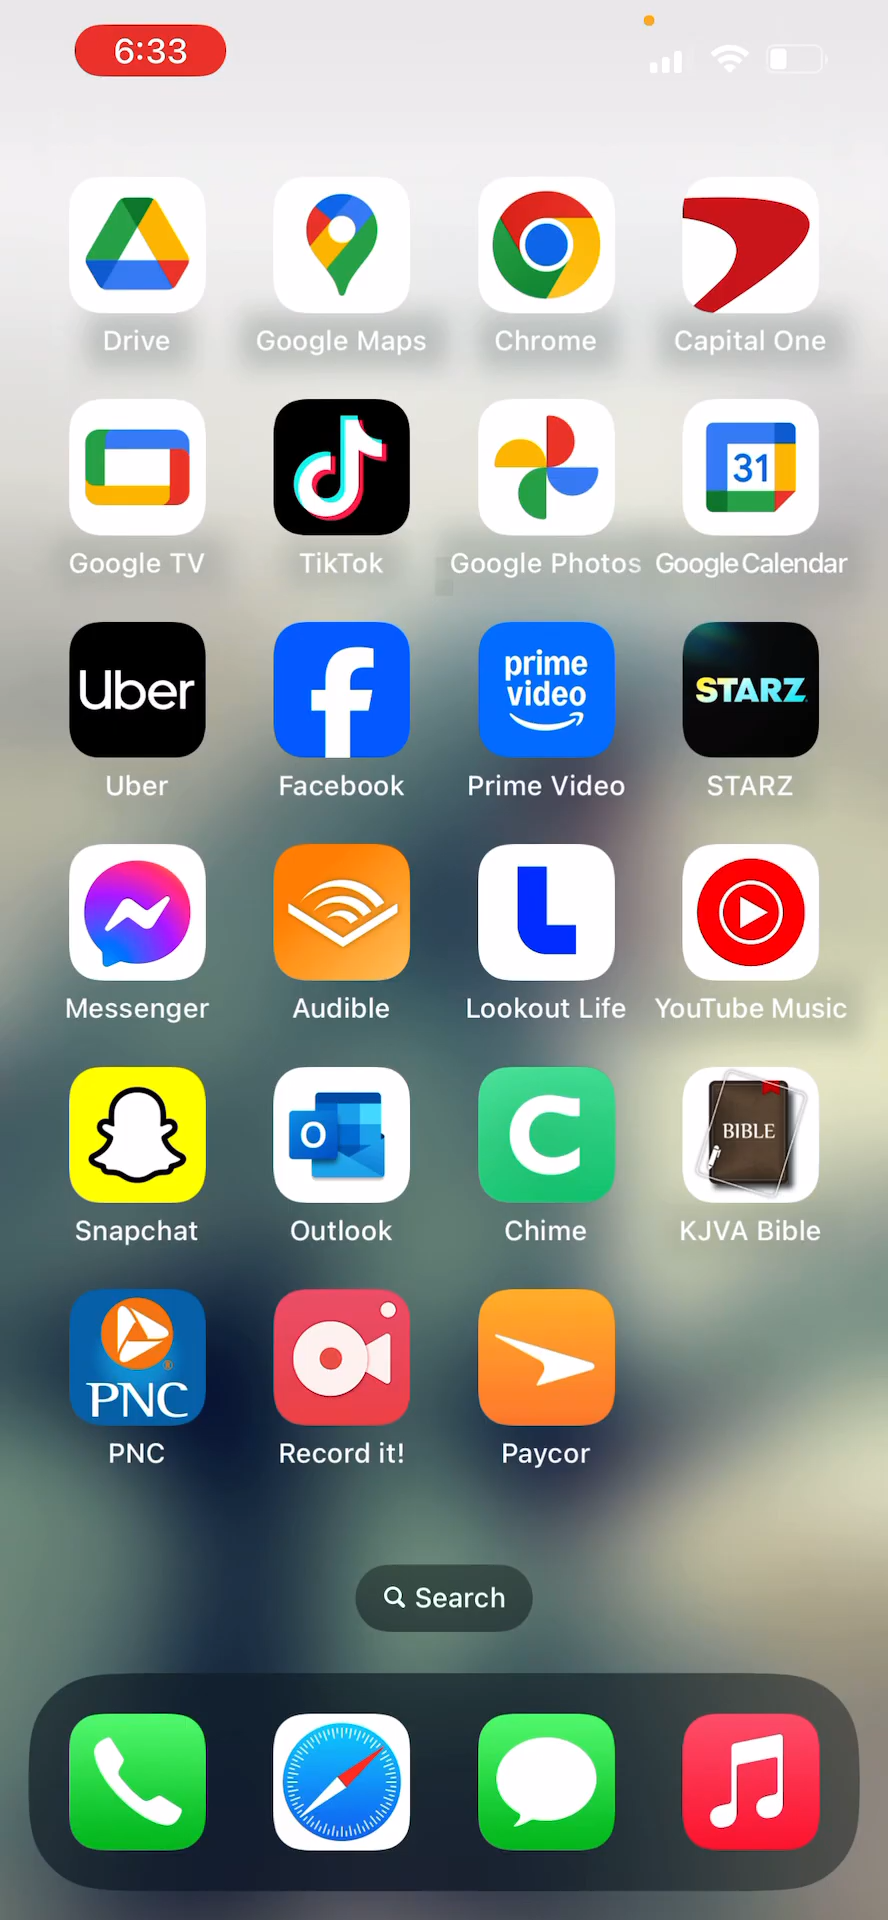 6:33
Drive Google Maps Chrome Capital One
31
Google TV TikTok Google Photos Google Calendar
Uber prime video STARZ
Uber Facebook Prime Video STARZ
Messenger Audible Lookout Life YouTube Music
O BIBLE
Snapchat Outlook Chime KJVA Bible
PNC
PNC Record it! Paycor
Search